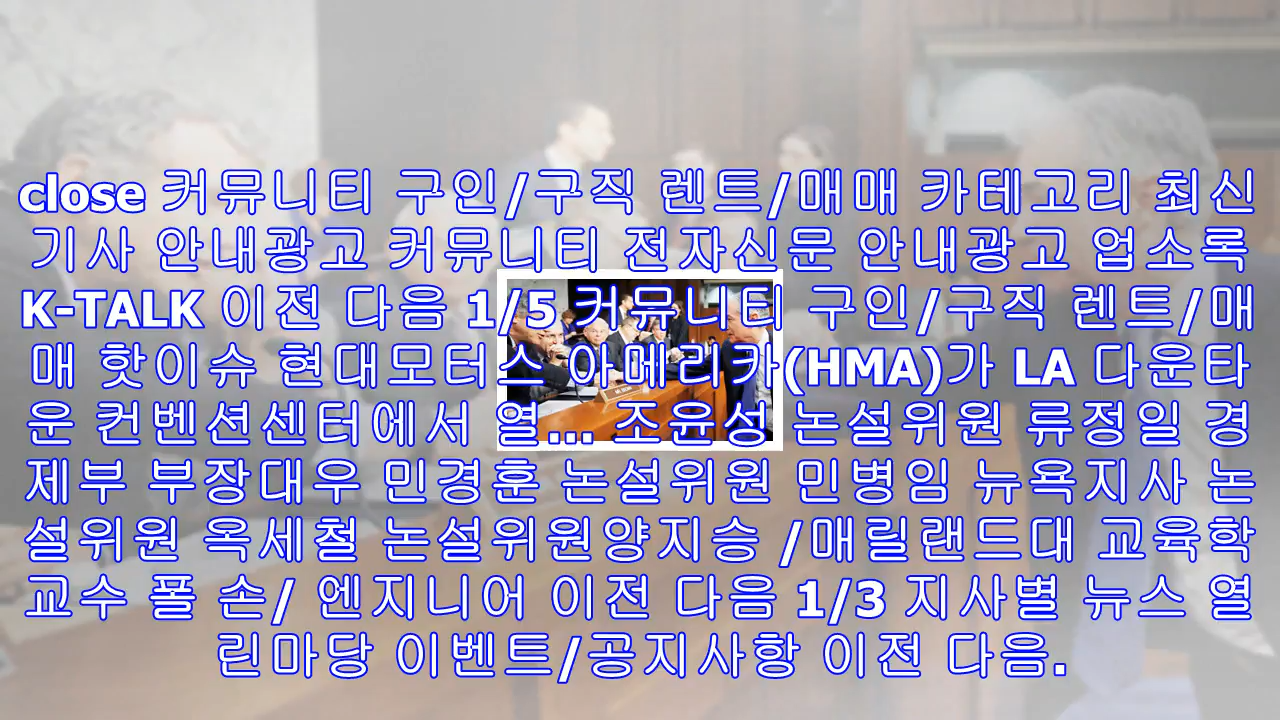 close 커뮤니티 구인/구직 렌트/매매 카테고리 최신
기사 안내광고 커뮤니티 전자신문 안내광고 업소록
K-TALK 이전 다음 1/5 커뮤니티 구인/구직 렌트/매
매 핫이슈 현대모터스 아메리카(HMA)가 LA 다운타
운 컨벤션센터에서 열... 조윤성 논설위원 류정일 경
제부 부장대우 민경훈 논설위원 민병임 뉴욕지사 논
설위원 옥세철 논설위원양지승 /매릴랜드대 교육학
교수 폴 손/ 엔지니어 이전 다음 1/3 지사별 뉴스 열
린마당 이벤트/공지사항 이전 다음.